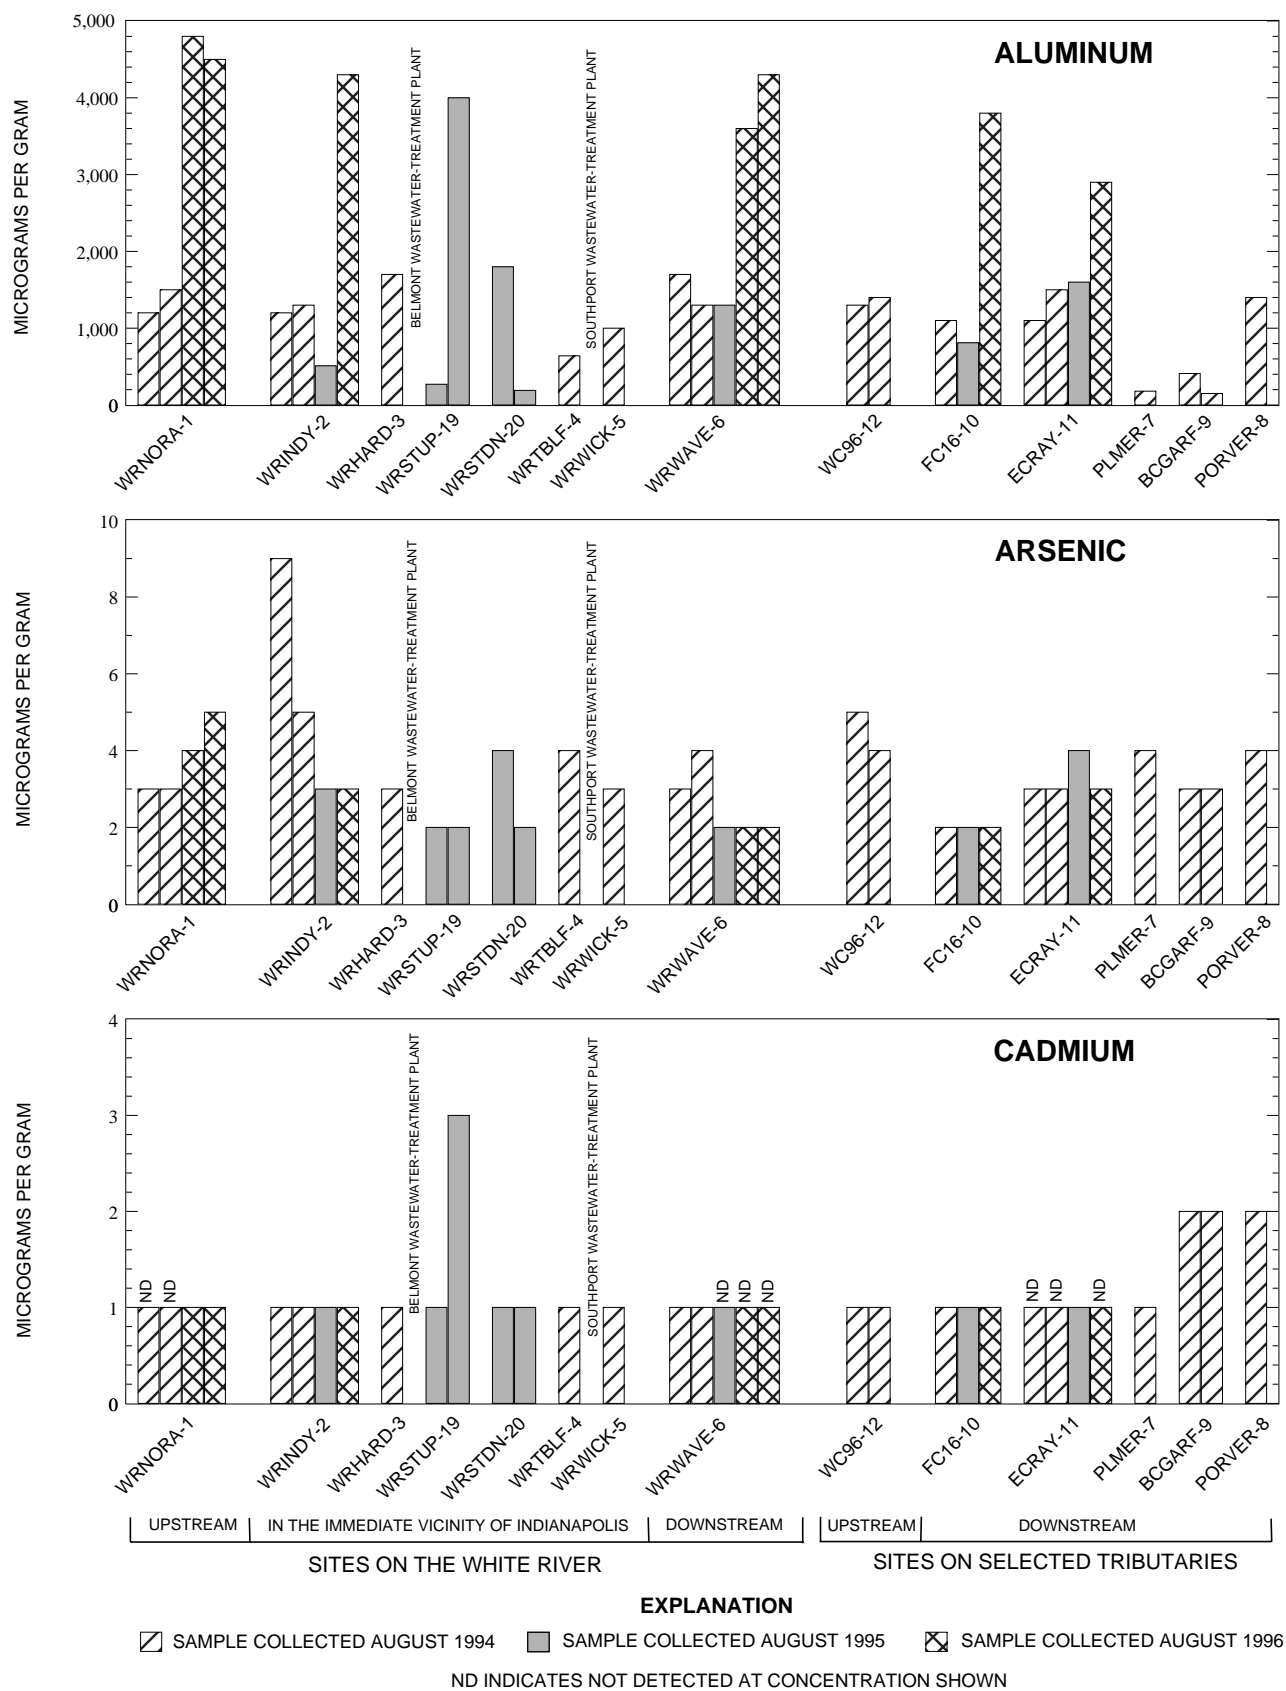 ALUMINUM
MICROGRAMS PER GRAM
5,000
4,000
3,000
2,000
1,000
0
BELMONT WASTEWATER-TREATMENT PLANT
SOUTHPORT WASTEWATER-TREATMENT PLANT
WRNORA-1
WRINDY-2
WRHARD-3
WRSTUP-19
WRSTDN-20
WRTBLF-4
WRWICK-5
WRWAVE-6
WC96-12
FC16-10
ECRAY-11
PLMER-7
BCGARF-9
PORVER-8
ARSENIC
MICROGRAMS PER GRAM
10
8
6
4
2
0
BELMONT WASTEWATER-TREATMENT PLANT
SOUTHPORT WASTEWATER-TREATMENT PLANT
WRNORA-1
WRINDY-2
WRHARD-3
WRSTUP-19
WRSTDN-20
WRTBLF-4
WRWICK-5
WRWAVE-6
WC96-12
FC16-10
ECRAY-11
PLMER-7
BCGARF-9
PORVER-8
CADMIUM
MICROGRAMS PER GRAM
4
3
2
1
0
BELMONT WASTEWATER-TREATMENT PLANT
SOUTHPORT WASTEWATER-TREATMENT PLANT
ND
ND
ND
ND
ND
ND
ND
ND
WRNORA-1
WRINDY-2
WRHARD-3
WRSTUP-19
WRSTDN-20
WRTBLF-4
WRWICK-5
WRWAVE-6
WC96-12
FC16-10
ECRAY-11
PLMER-7
BCGARF-9
PORVER-8
UPSTREAM
IN THE IMMEDIATE VICINITY OF INDIANAPOLIS
DOWNSTREAM
UPSTREAM
DOWNSTREAM
SITES ON THE WHITE RIVER
SITES ON SELECTED TRIBUTARIES
EXPLANATION
SAMPLE COLLECTED AUGUST 1994
SAMPLE COLLECTED AUGUST 1995
SAMPLE COLLECTED AUGUST 1996
ND INDICATES NOT DETECTED AT CONCENTRATION SHOWN